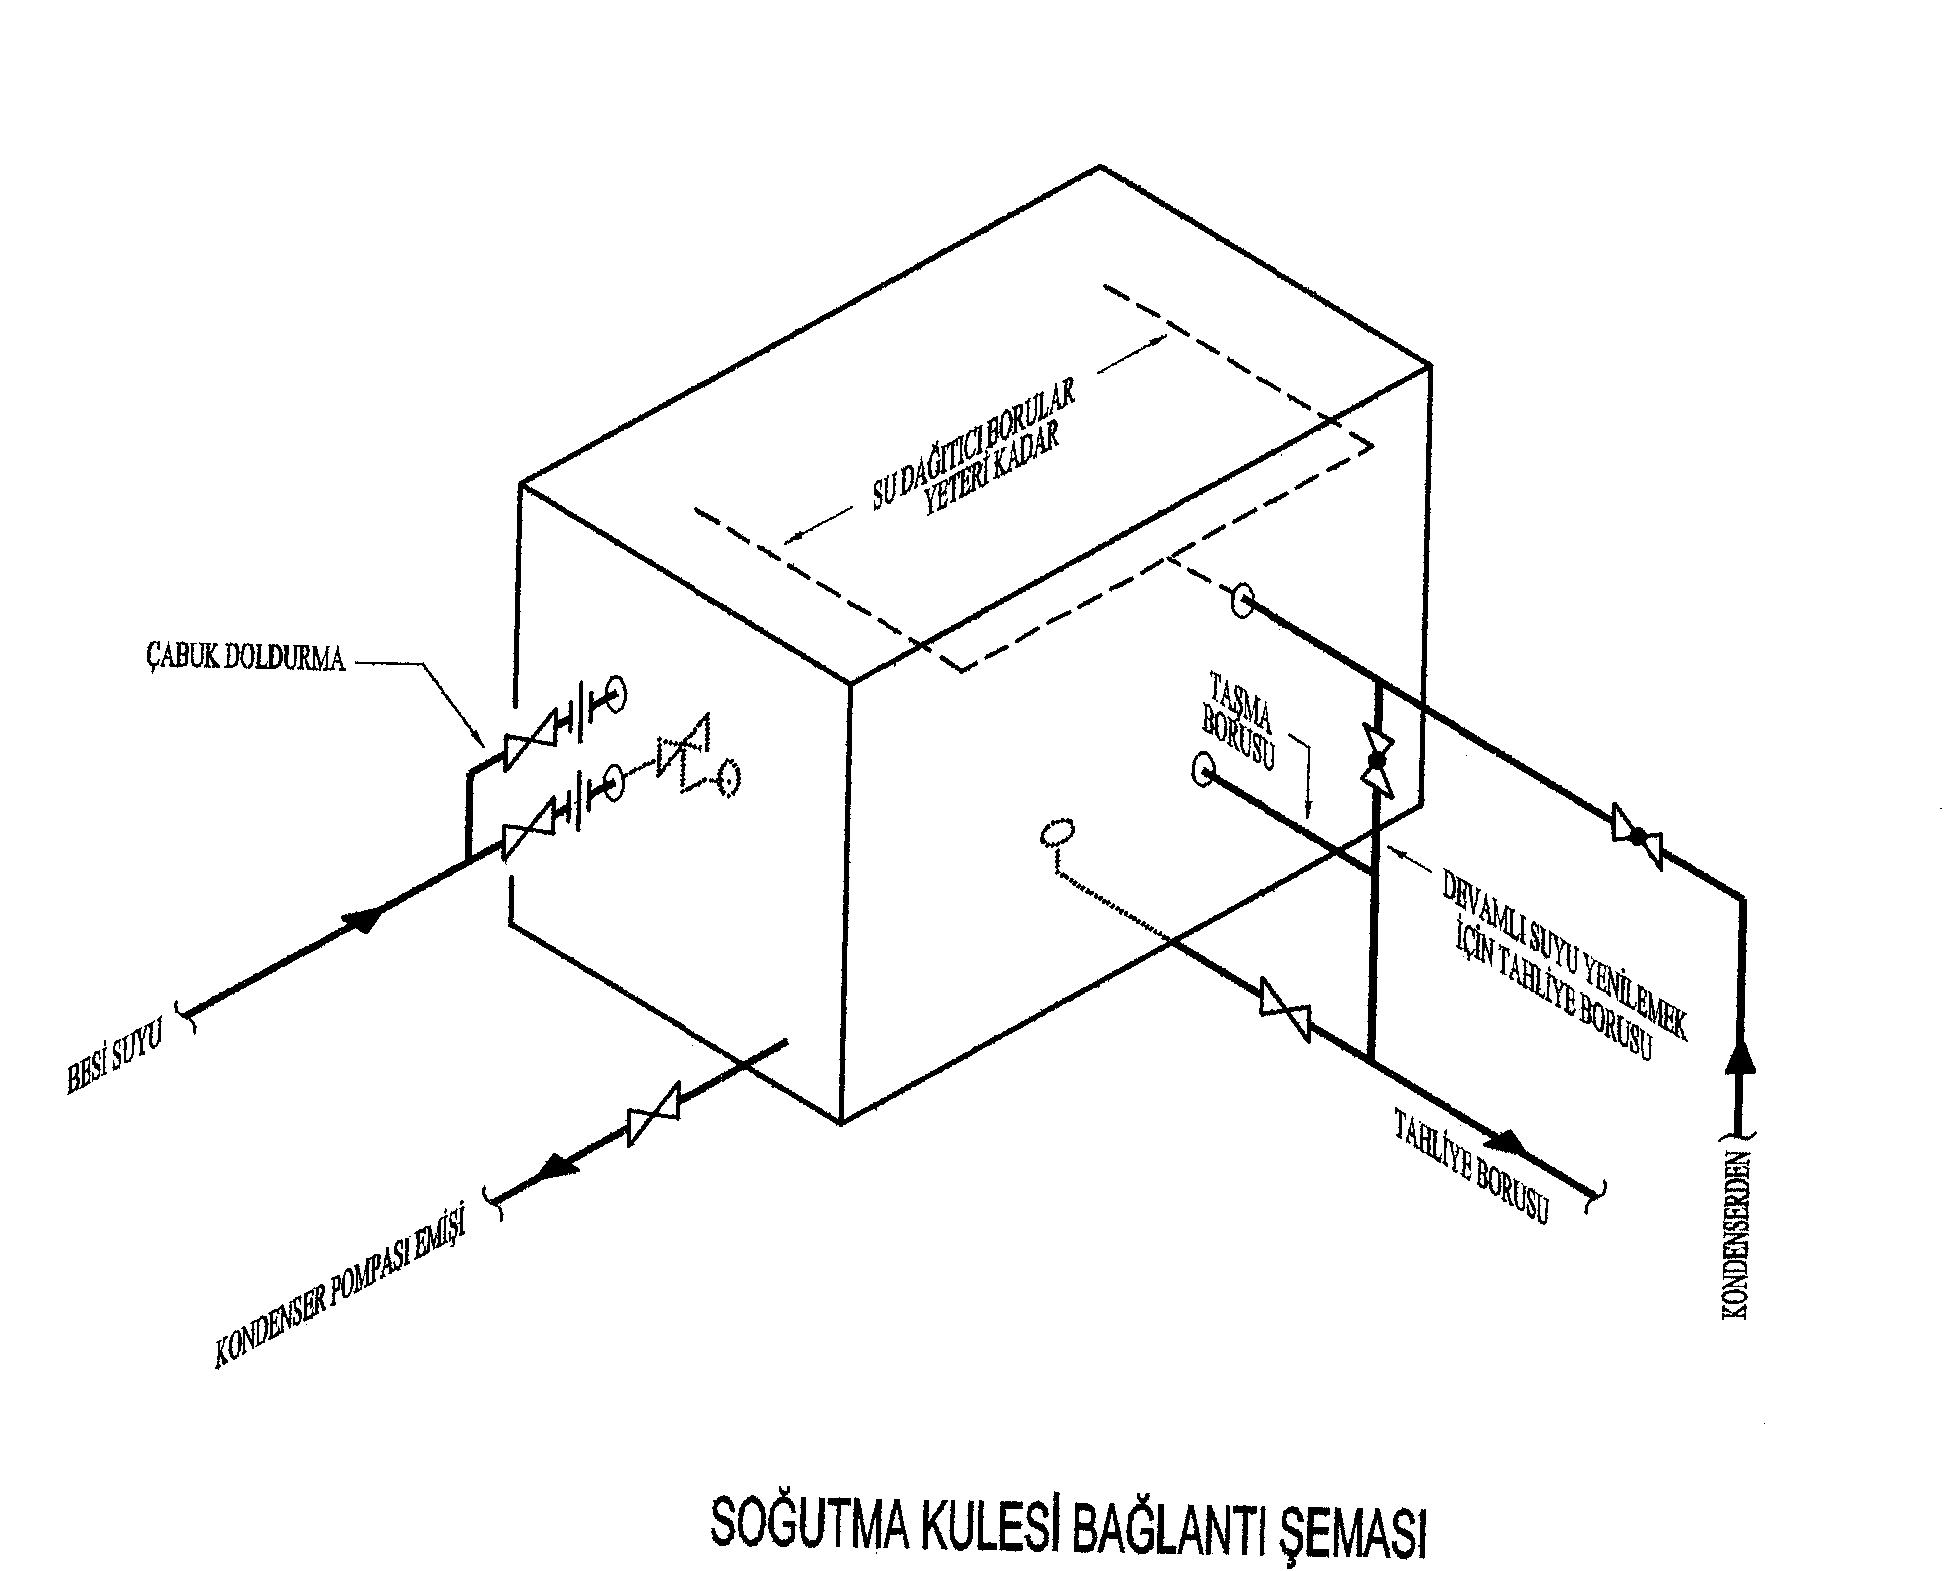 SU DAĞITICI BORULAR
YETERİ KADAR
ÇABUK DOLDURMA
TAŞMA
BORUSU
DEVAMLI SUYU YENİLEMEK
İÇİN TAHLİYE BORUSU
BESİ SUYU
KONDENSER POMPASI EMİŞİ
TAHLİYE BORUSU
KONDENSERDEN
SOĞUTMA KULESİ BAĞLANTI ŞEMASI